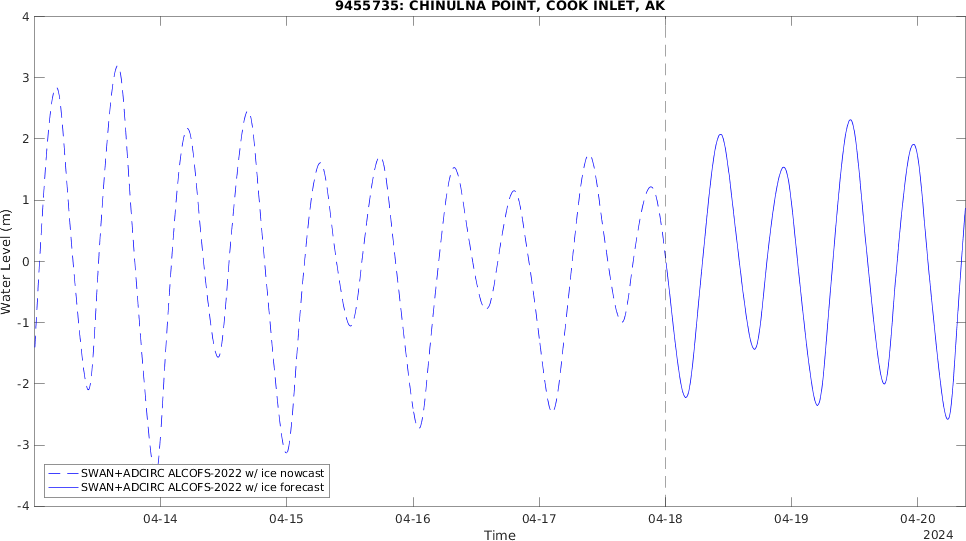 9455735: CHINULNA POINT, COOK INLET, AK
4
3
2
1
0
-1
-2
-3
-4
Water Level (m)
SWAN+ADCIRC ALCOFS-2022 w/ ice nowcast
SWAN+ADCIRC ALCOFS-2022 w/ ice forecast
04-14 04-15 04-16 04-17 04-18 04-19 04-20
Time
2024